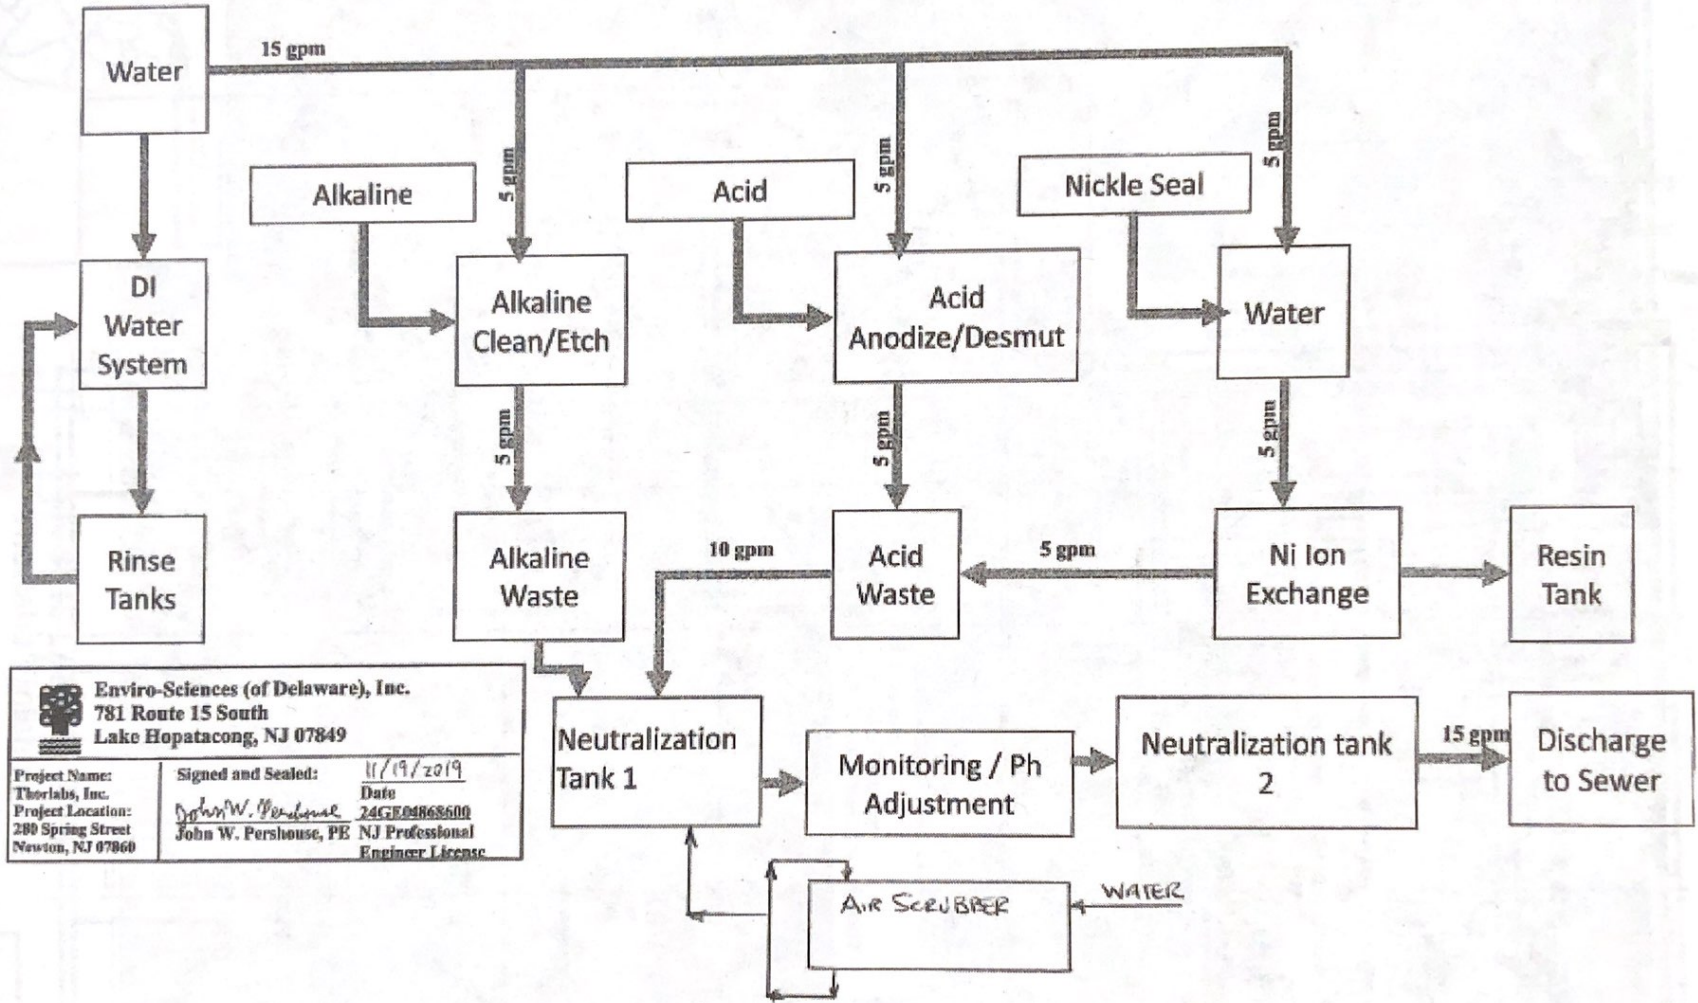 15 gpm
Water
5 gpm
5 gpm
5 gpm
Alkaline
Acid
Nickle Seal
DI
Water
System
Alkaline
Clean/Etch
Acid
Anodize/Desmut
Water
5 gpm
5 gpm
5 gpm
Rinse
Tanks
Alkaline
Waste
10 gpm
Acid
Waste
5 gpm
Ni Ion
Exchange
Resin
Tank
Enviro-Sciences (of Delaware), Inc.
781 Route 15 South
Lake Hopatacong, NJ 07849
Project Name:
Thorlabs, Inc.
Project Location:
280 Spring Street
Newton, NJ 07860
Signed and Sealed:
11/19/2019
Date
John W. Pershouse
24GE04868600
John W. Pershouse, PE
NJ Professional
Engineer License
Neutralization
Tank 1
Monitoring / Ph
Adjustment
Neutralization tank
2
15 gpm
Discharge
to Sewer
AIR SCRUBBER
WATER